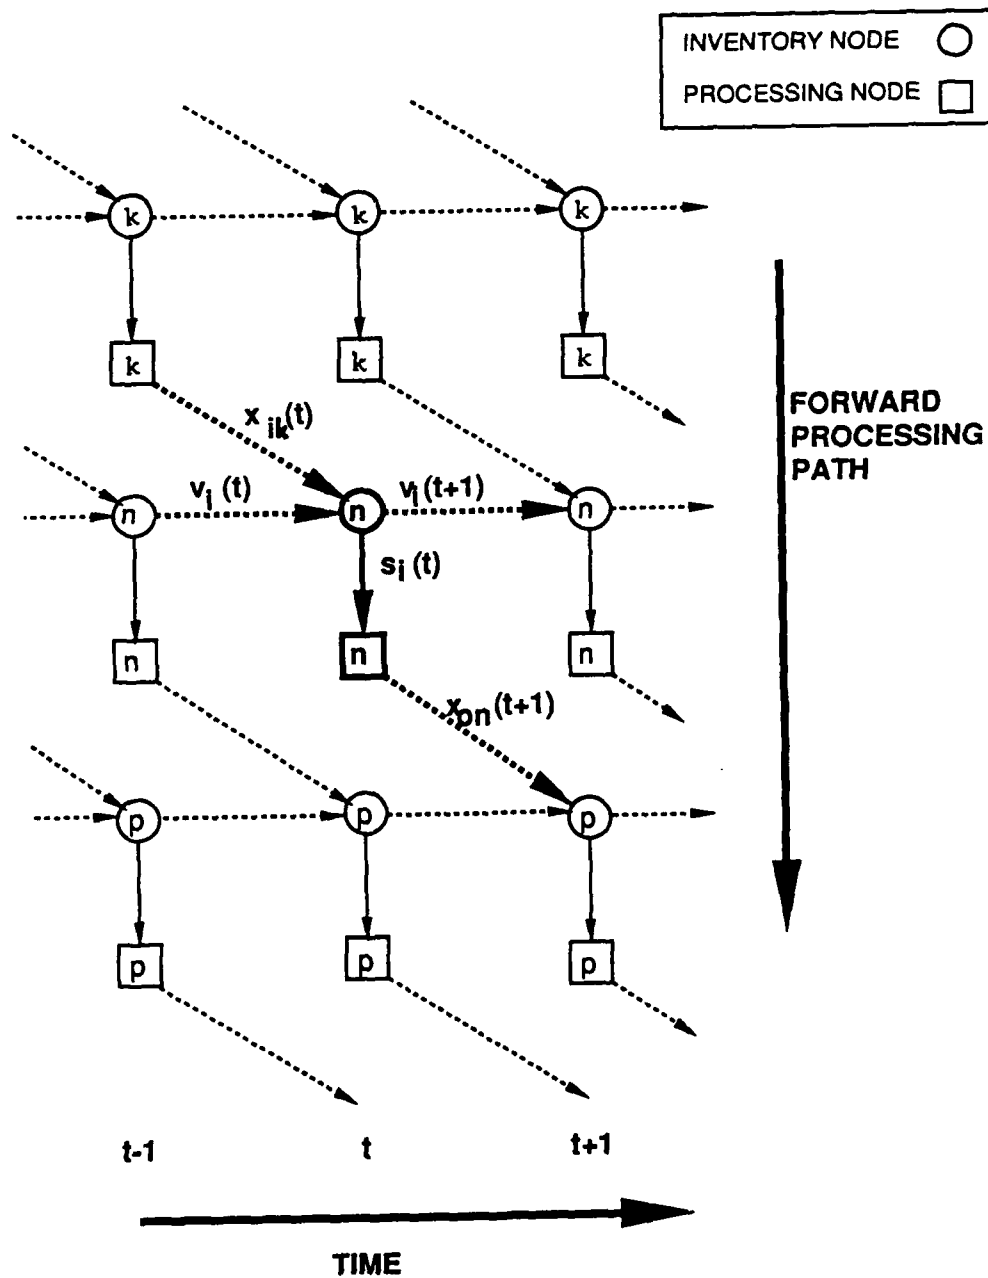 INVENTORY NODE
PROCESSING NODE
k k k
k k k
x ik(t)
FORWARD
PROCESSING
PATH
v i (t) v i (t+1)
n n n
s i (t)
n n n
x pn (t+1)
p p p
p p p
t-1 t t+1
TIME